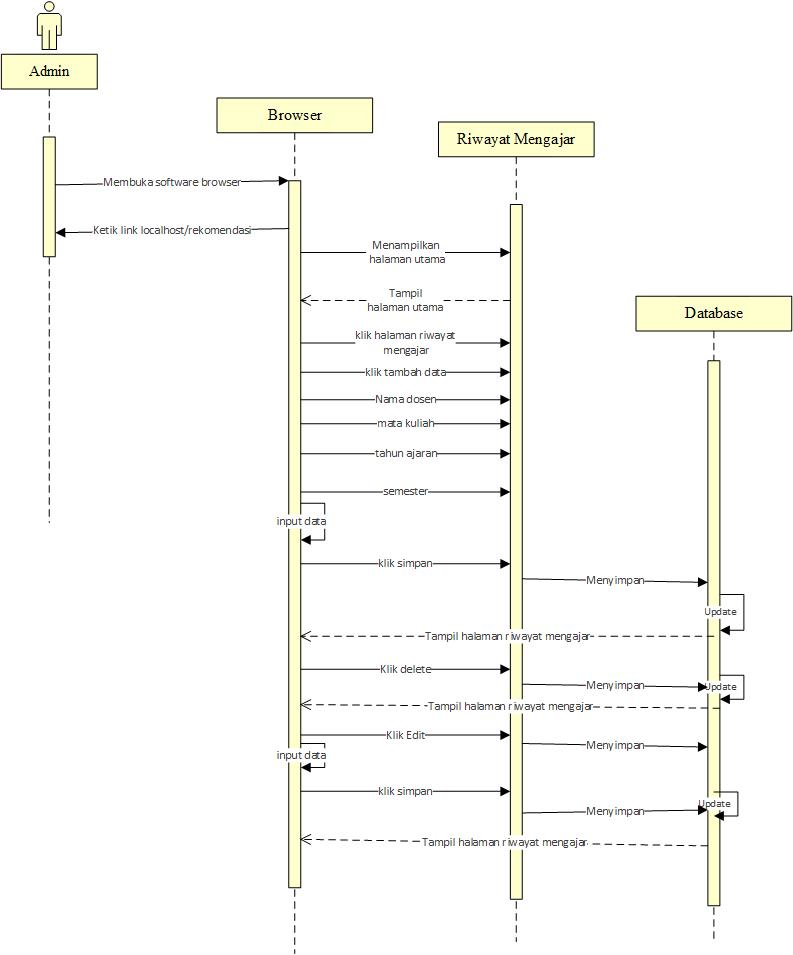 Admin
Browser
Riwayat Mengajar
Membuka software browser
Ketik link localhost/rekomendasi
Menampilkan
halaman utama
Tampil
halaman utama
Database
klik halaman riwayat
mengajar
klik tambah data
Nama dosen
mata kuliah
tahun ajaran
semester
input data
klik simpan
Menyimpan
Update
Tampil halaman riwayat mengajar
Klik delete
Menyimpan
Update
Tampil halaman riwayat mengajar
Klik Edit
Menyimpan
input data
klik simpan
Update
Menyimpan
Tampil halaman riwayat mengajar